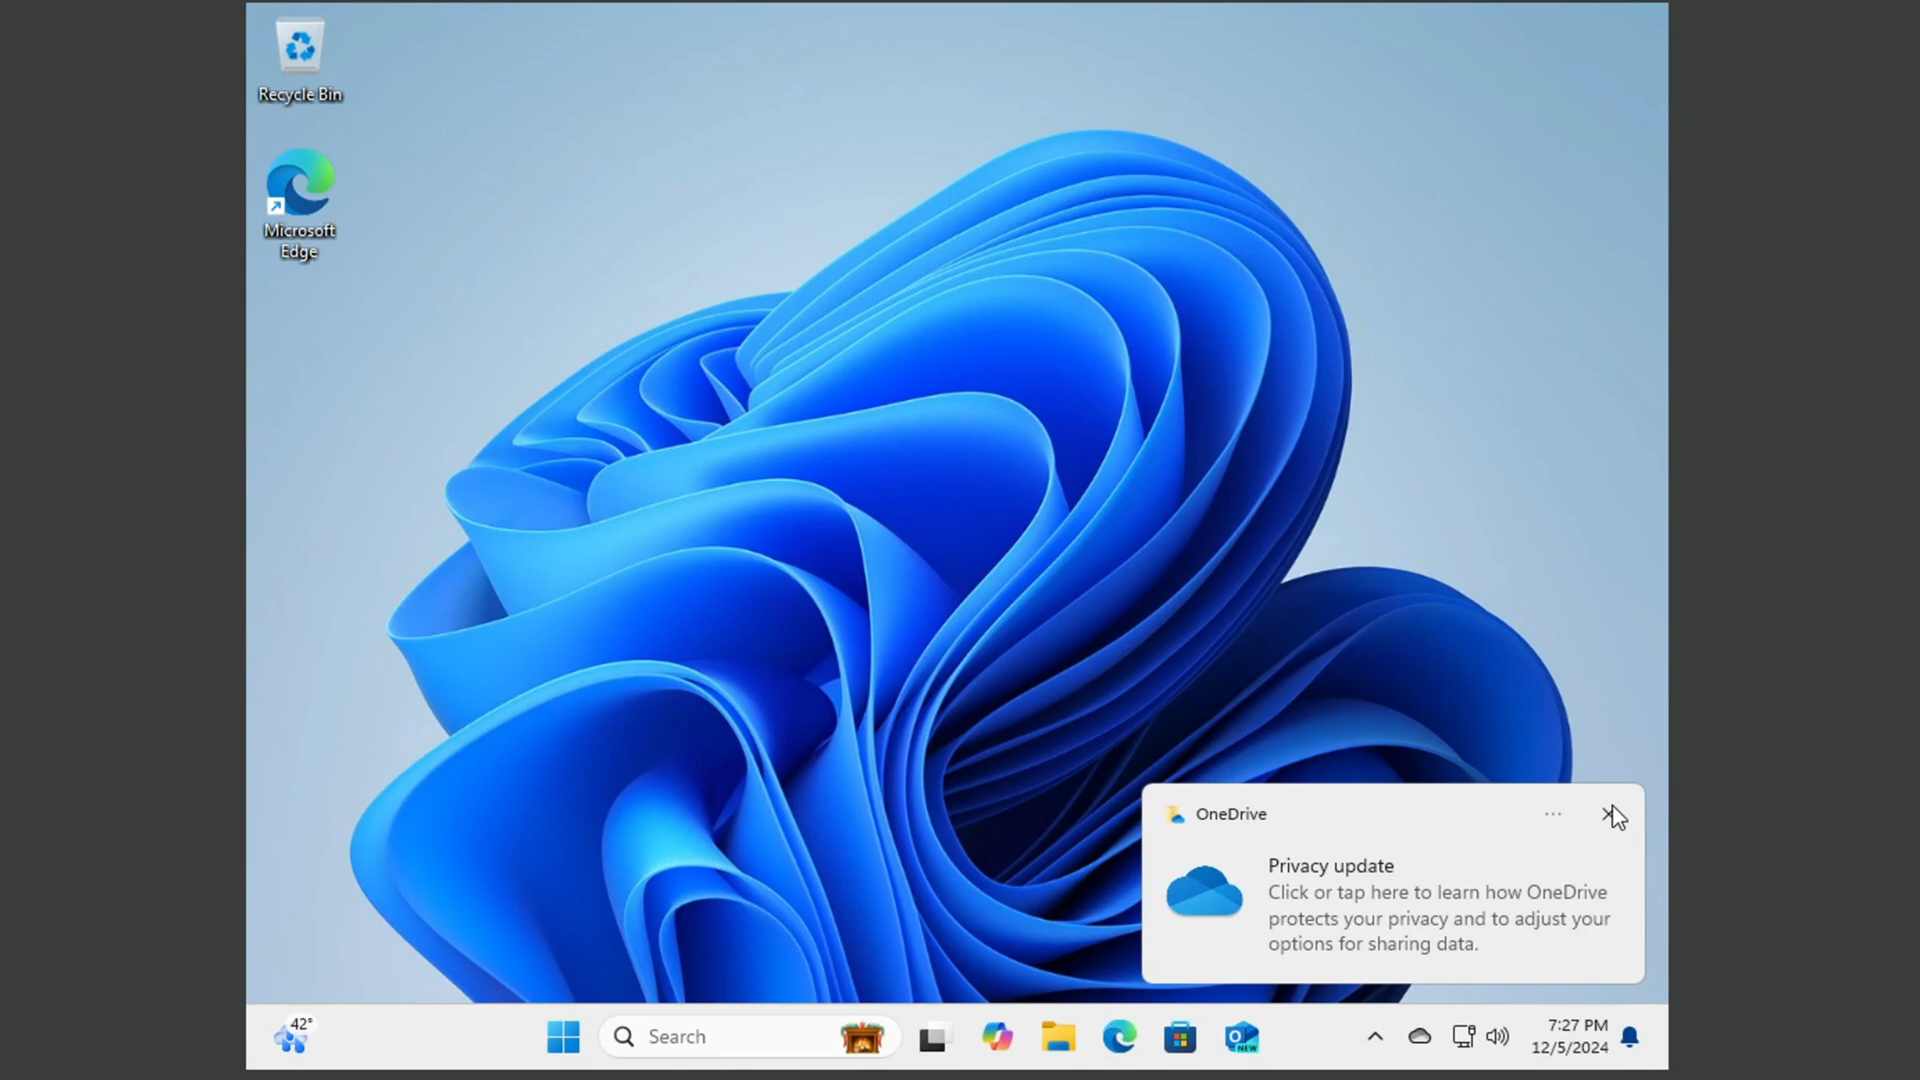 Recycle Bin
Microsoft
Edge
OneDrive
Privacy update
Click or tap here to learn how OneDrive
protects your privacy and to adjust your
options for sharing data.
42°
Search
NEW
7:27 PM
12/5/2024